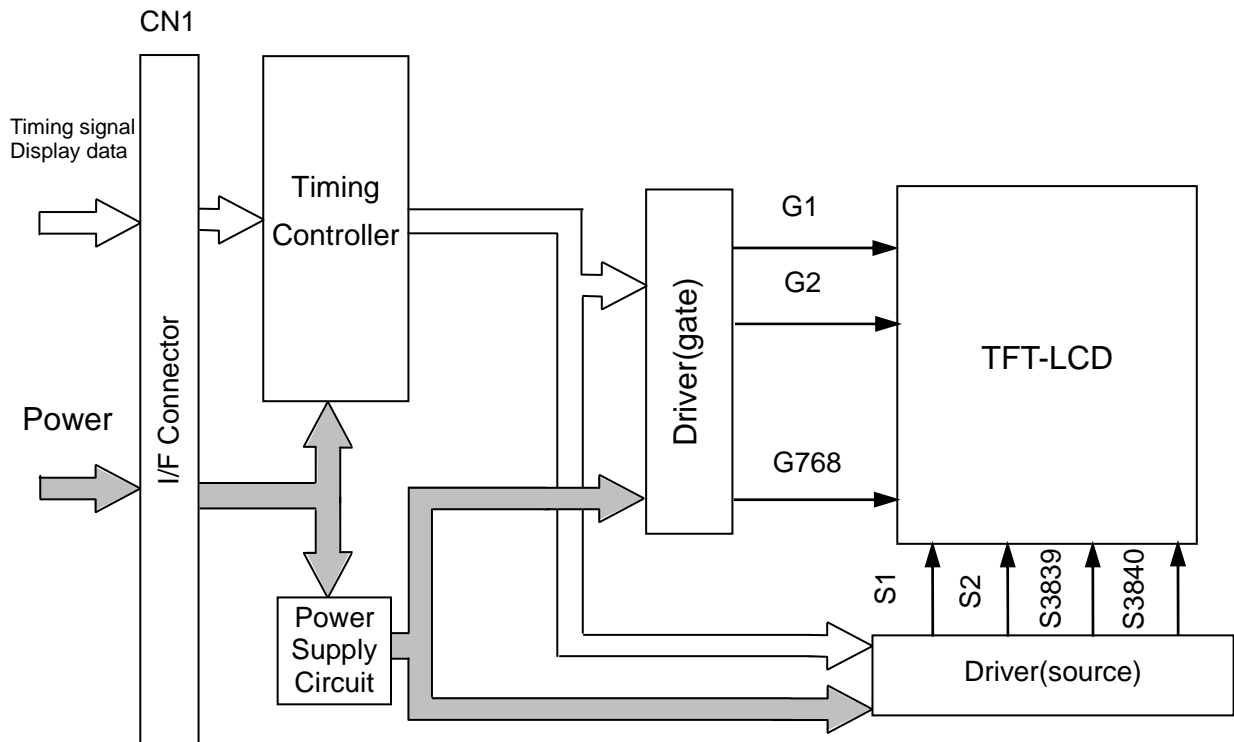 CN1
Timing signal
Display data
Power
I/F Connector
Timing
Controller
Power
Supply
Circuit
Driver(gate)
G1
G2
G768
TFT-LCD
S1
S2
S3839
S3840
Driver(source)